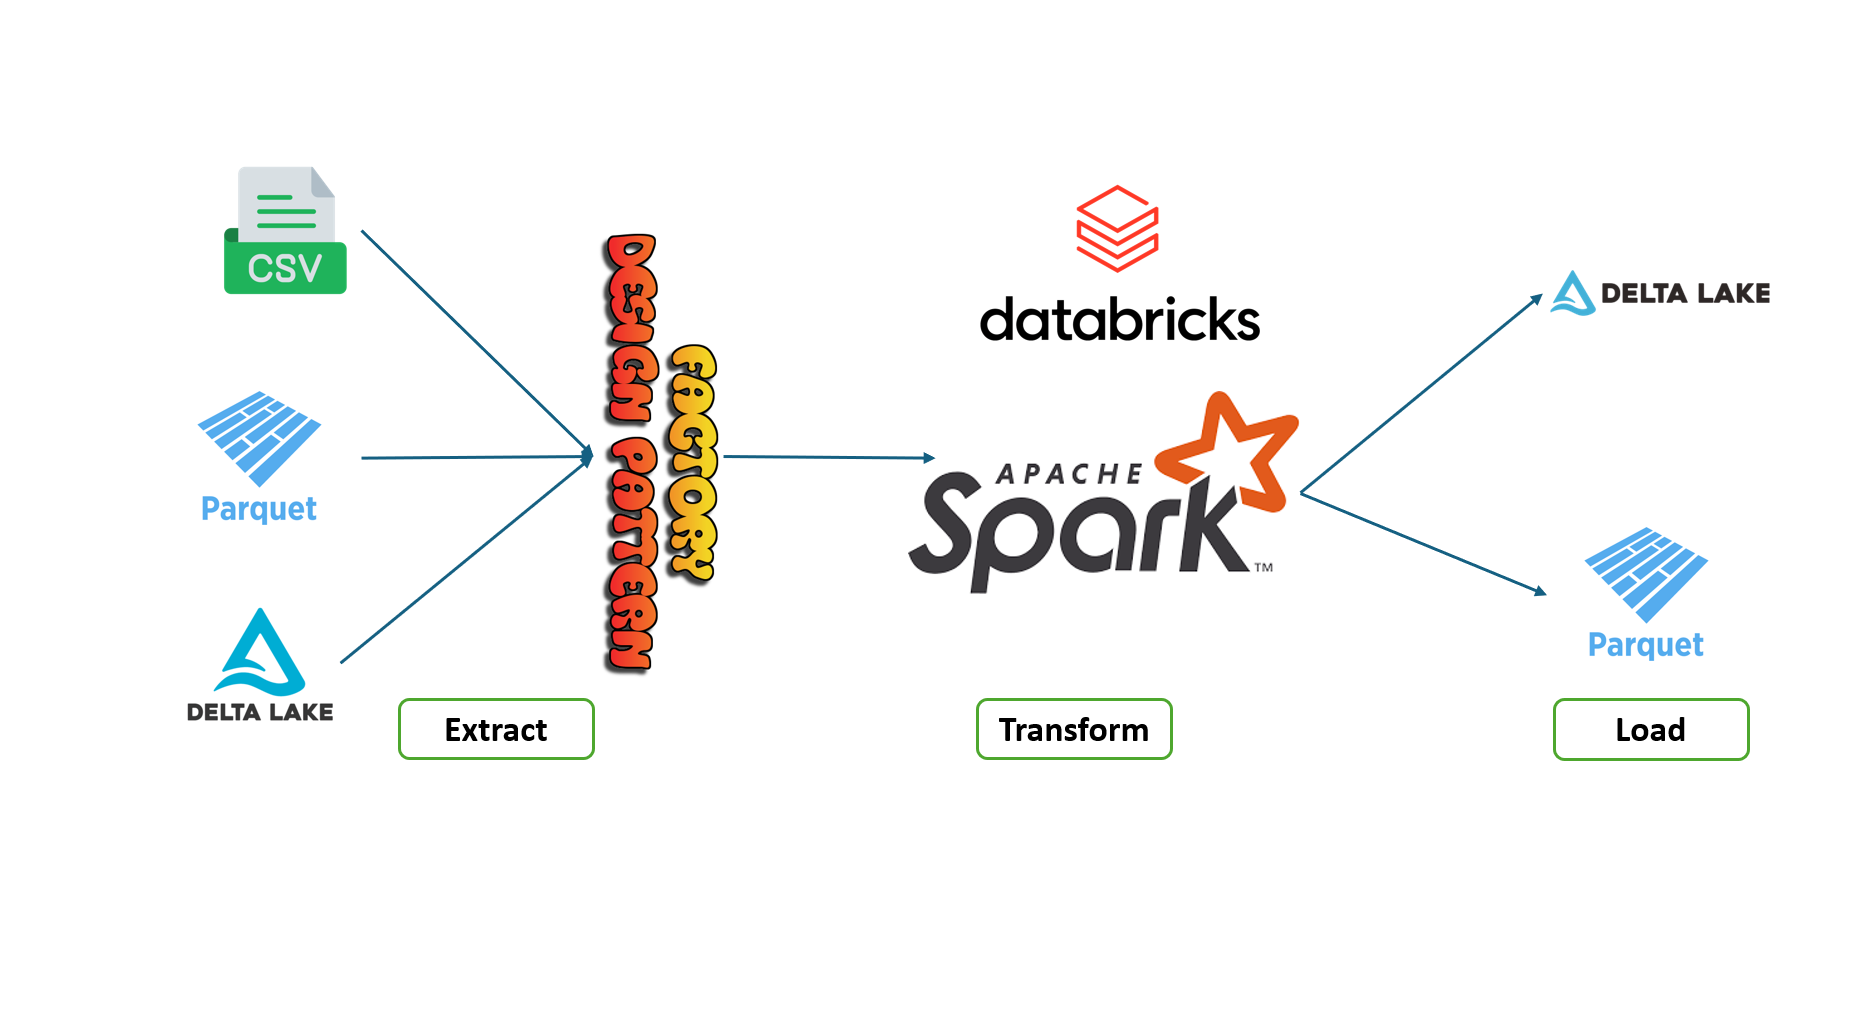 CSV
Parquet
DELTA LAKE
Extract
DESIGN PATTERN
FACTORY
databricks
APACHE
Spark™
Transform
DELTA LAKE
Parquet
Load